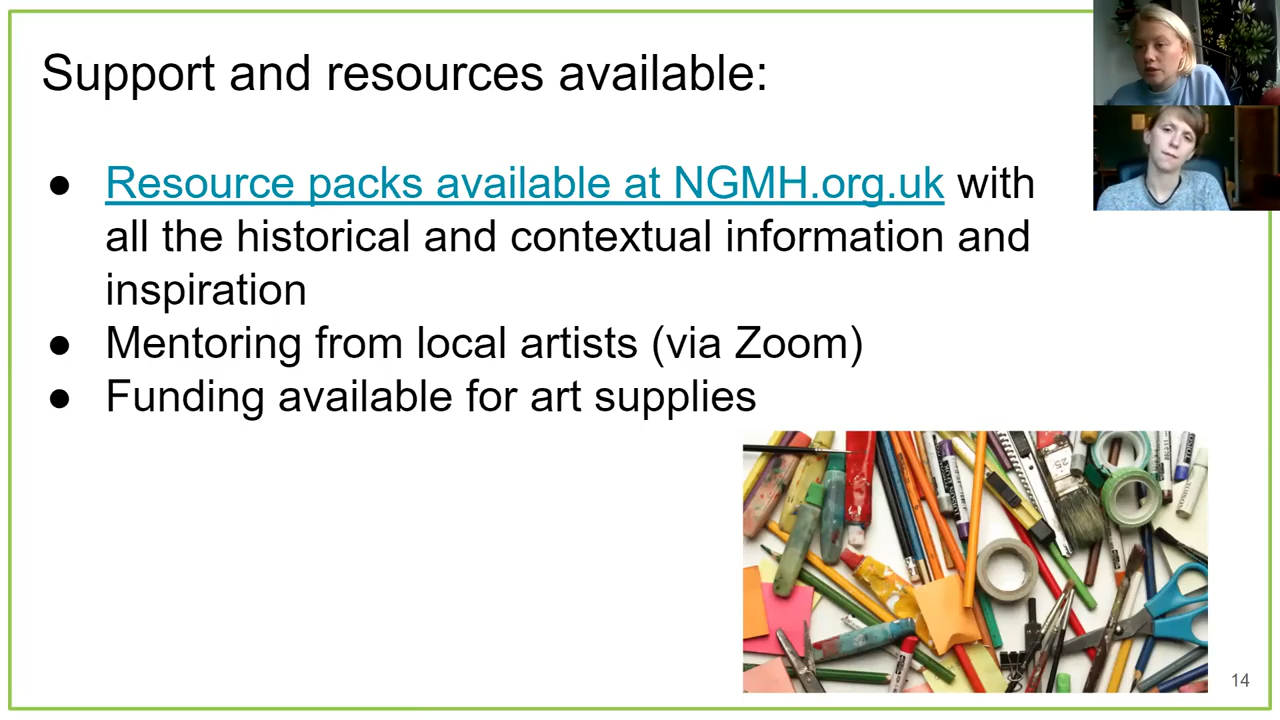 Support and resources available:
● Resource packs available at NGMH.org.uk with
all the historical and contextual information and
inspiration
● Mentoring from local artists (via Zoom)
● Funding available for art supplies
25
14